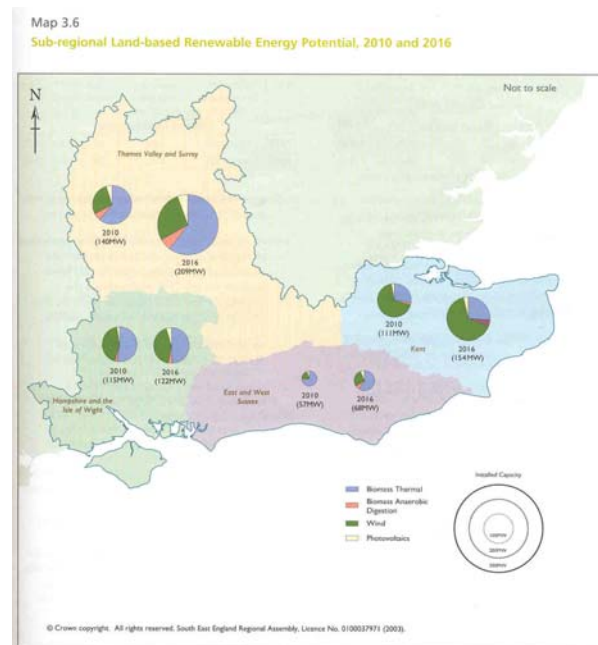 Map 3.6
Sub-regional Land-based Renewable Energy Potential, 2010 and 2016
Not to scale
N
Thames Valley and Surrey
2010
(140MW)
2016
(209MW)
2010
(111MW)
2016
(154MW)
Kent
2010
(115MW)
2016
(122MW)
Hampshire and the
Isle of Wight
East and West
Sussex
2010
(57MW)
2016
(68MW)
Installed Capacity
Biomass Thermal
Biomass Anaerobic
Digestion
Wind
Photovoltaics
100MW
200MW
300MW
© Crown copyright. All rights reserved. South East England Regional Assembly, Licence No. 0100037971 (2003).